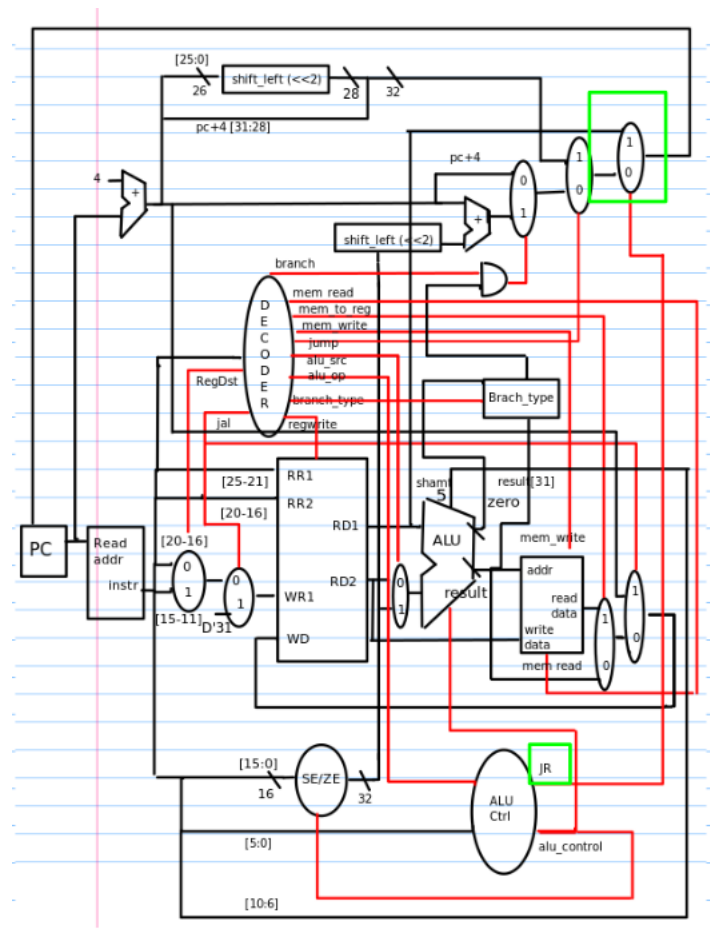 [25:0]
26
shift_left (<<2)
28
32
pc+4 [31:28]
1
0
1
0
pc+4
0
1
4
+
+
shift_left (<<2)
branch
mem read
mem_to_reg
mem_write
jump
alu_src
alu_op
branch_type
regwrite
D
E
C
O
D
E
R
RegDst
jal
Brach_type
[25-21]
[20-16]
RR1
RR2
RD1
RD2
WR1
WD
PC
Read
addr
instr
[20-16]
0
1
[15-11]
0
1
D'31
shamt
5
zero
result[31]
ALU
result
0
1
mem_write
addr
read
data
write
data
mem read
1
0
1
0
[15:0]
16
SE/ZE
32
JR
ALU
Ctrl
alu_control
[5:0]
[10:6]